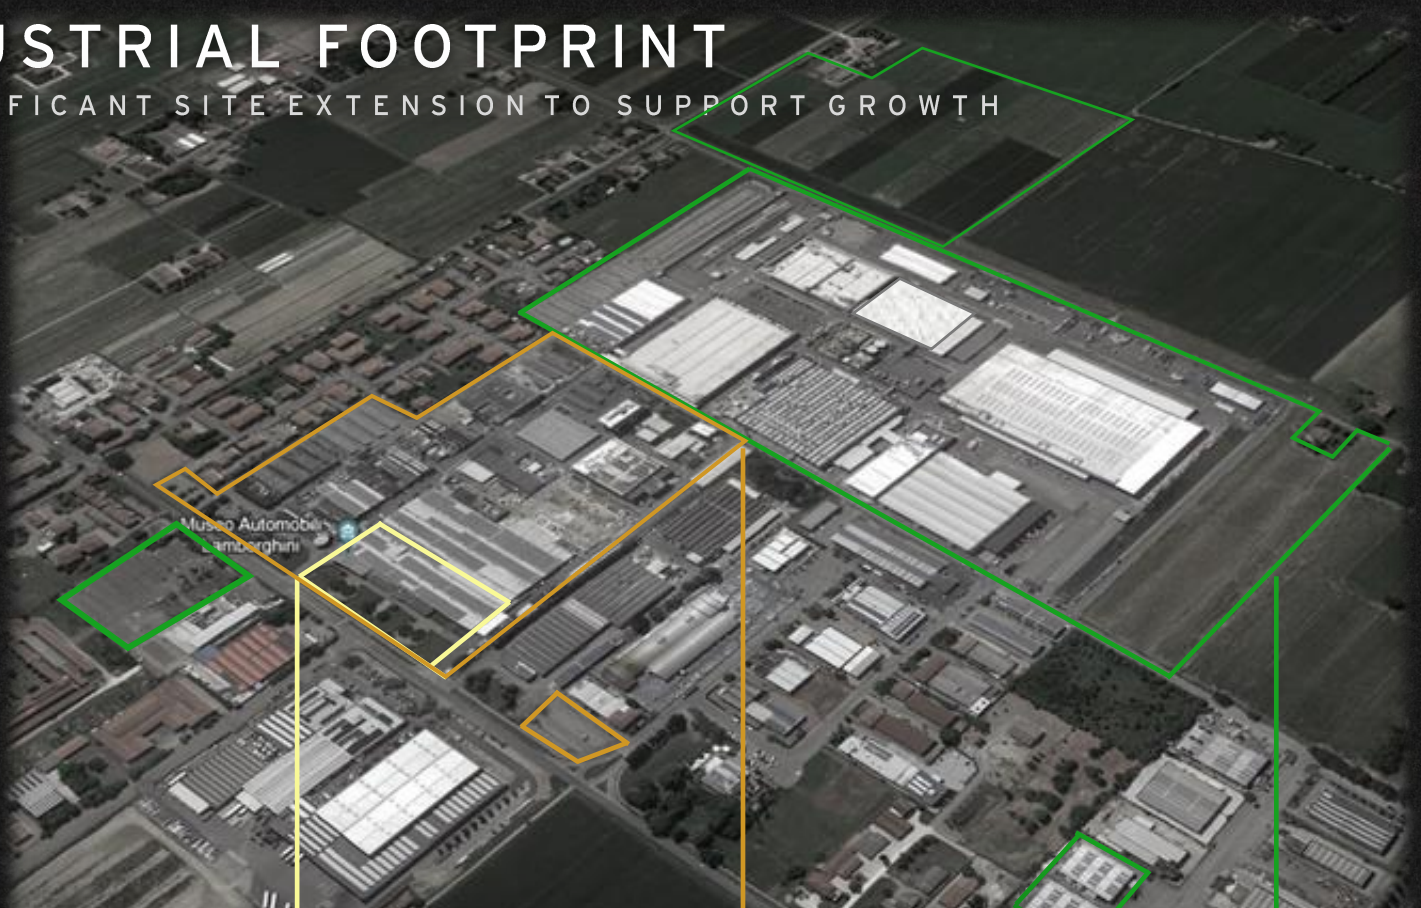 USTRIAL FOOTPRINT
FICANT SITE EXTENSION TO SUPPORT GROWTH
Museo Automobili
Lamborghini